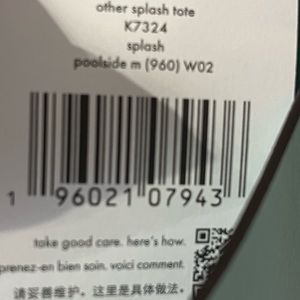 other splash tote
K7324
splash
poolside m (960) W02
1 96021 07943
take good care. here's how.
prenez-en bien soin. voici comment.
请妥善维护。这里是具体做法。